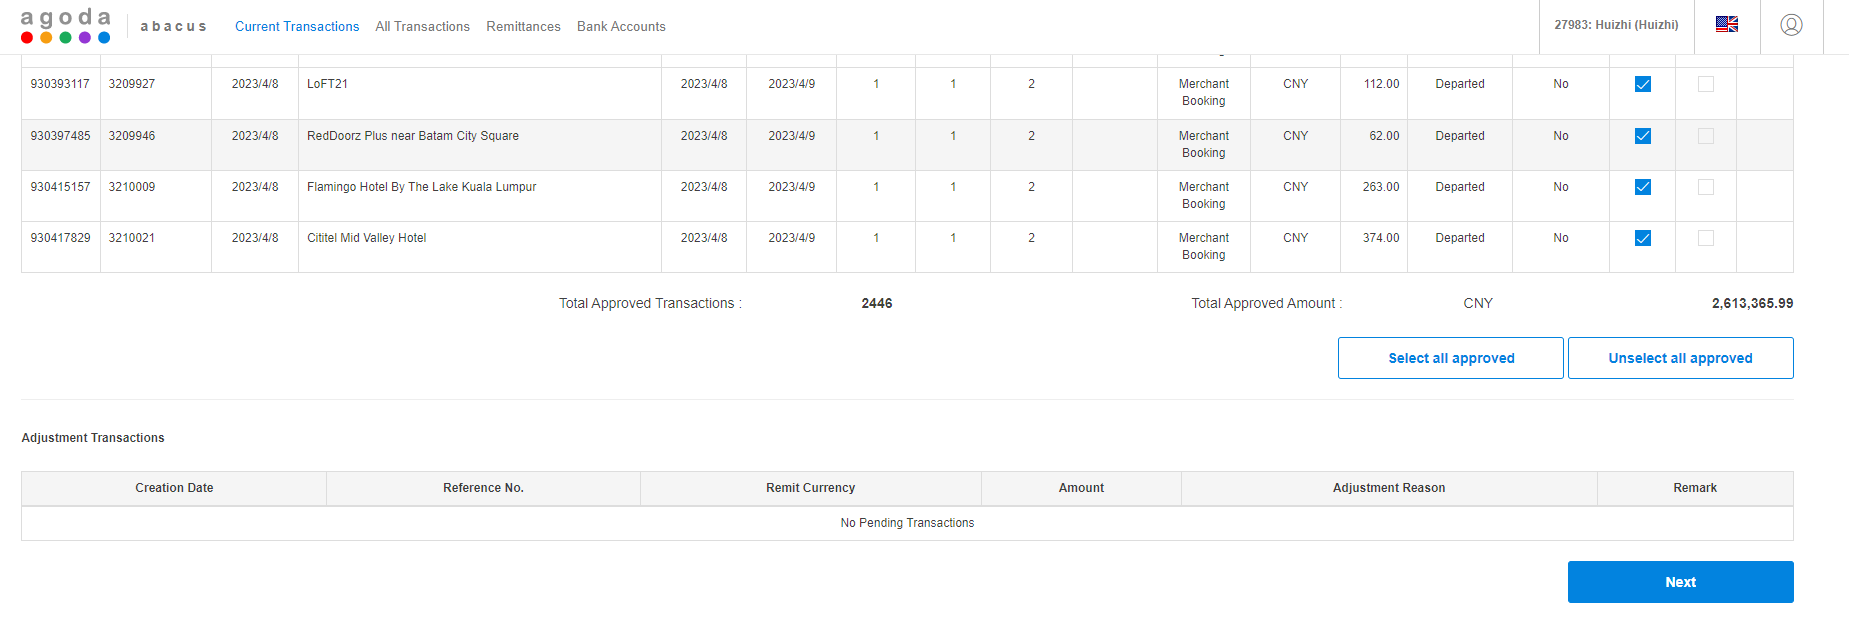 agoda
abacus
Current Transactions All Transactions Remittances Bank Accounts
27983: Huizhi (Huizhi)
930393117 3209927 2023/4/8 LoFT21 2023/4/8 2023/4/9 1 1 2 Merchant Booking CNY 112.00 Departed No
930397485 3209946 2023/4/8 RedDoorz Plus near Batam City Square 2023/4/8 2023/4/9 1 1 2 Merchant Booking CNY 62.00 Departed No
930415157 3210009 2023/4/8 Flamingo Hotel By The Lake Kuala Lumpur 2023/4/8 2023/4/9 1 1 2 Merchant Booking CNY 263.00 Departed No
930417829 3210021 2023/4/8 Cititel Mid Valley Hotel 2023/4/8 2023/4/9 1 1 2 Merchant Booking CNY 374.00 Departed No
Total Approved Transactions : 2446 Total Approved Amount : CNY 2,613,365.99
Select all approved Unselect all approved
Adjustment Transactions
Creation Date Reference No. Remit Currency Amount Adjustment Reason Remark
No Pending Transactions
Next